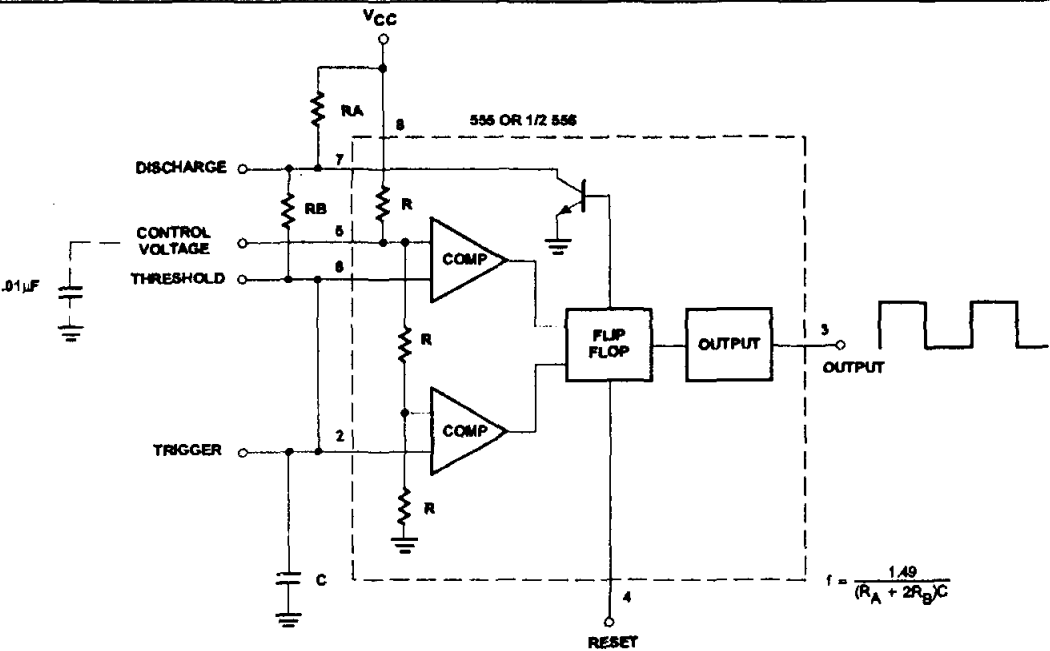 VCC
RA
8
555 OR 1/2 556
DISCHARGE
7
RB
R
CONTROL
VOLTAGE
5
COMP
THRESHOLD
6
.01μF
R
FLIP
FLOP
OUTPUT
3
OUTPUT
COMP
TRIGGER
2
R
C
f = 1.49
(RA + 2RB)C
4
RESET